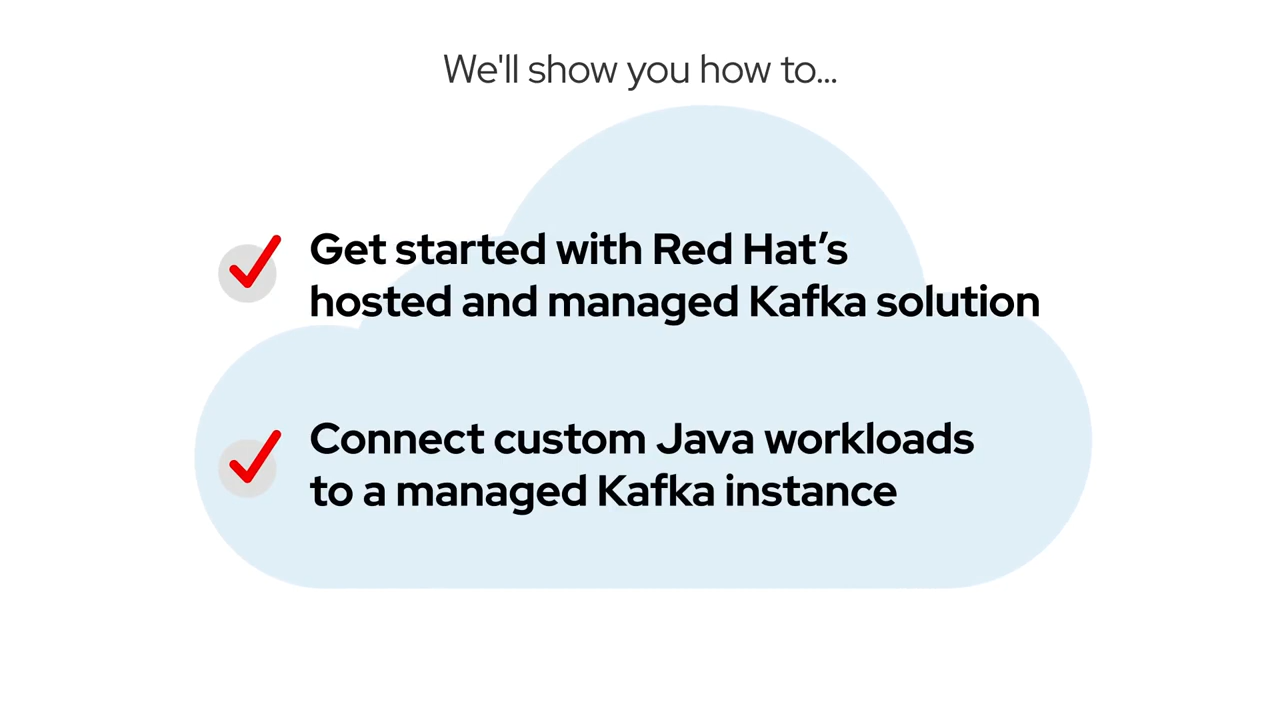 We'll show you how to...
Get started with Red Hat’s
hosted and managed Kafka solution
Connect custom Java workloads
to a managed Kafka instance